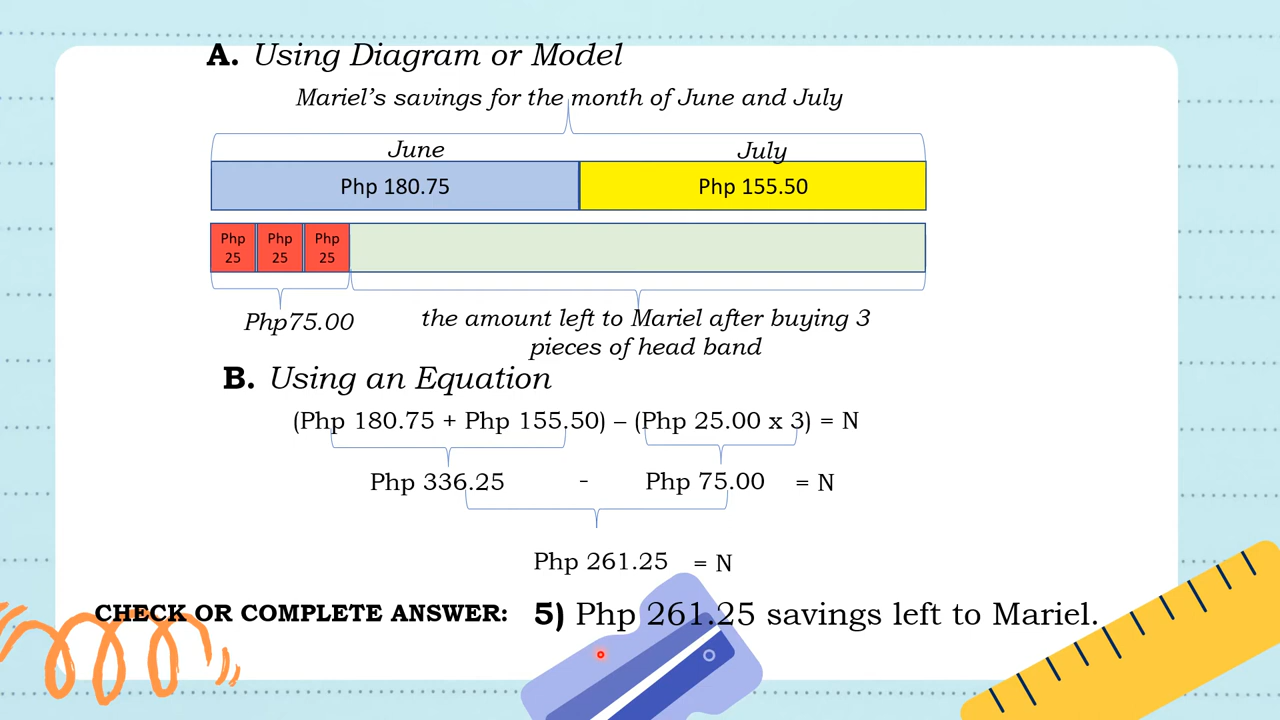 A. Using Diagram or Model
Mariel’s savings for the month of June and July
June July
Php 180.75 Php 155.50
Php Php Php
25 25 25
Php75.00 the amount left to Mariel after buying 3
pieces of head band
B. Using an Equation
(Php 180.75 + Php 155.50) – (Php 25.00 x 3) = N
Php 336.25 - Php 75.00 = N
Php 261.25 = N
CHECK OR COMPLETE ANSWER: 5) Php 261.25 savings left to Mariel.